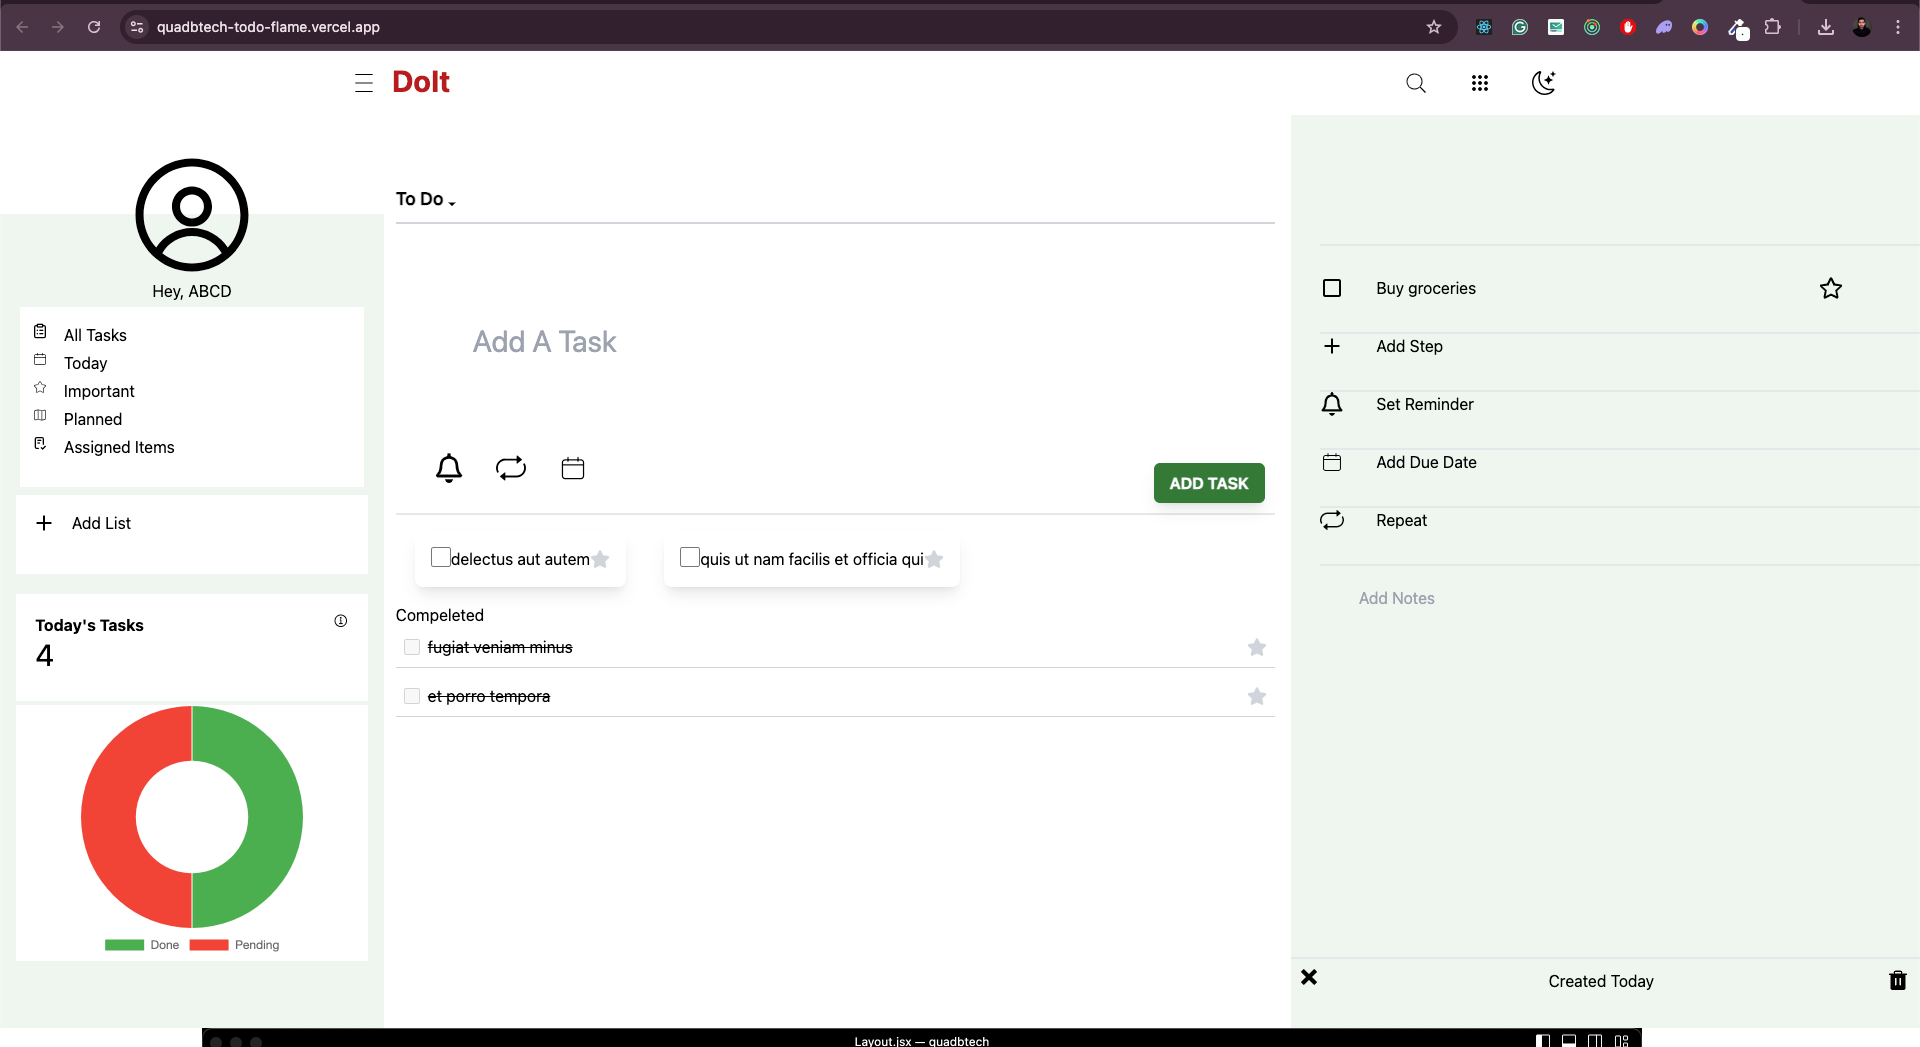 quadbtech-todo-flame.vercel.app
DoIt
Hey, ABCD
All Tasks
Today
Important
Planned
Assigned Items
Add List
Today's Tasks
4
Done Pending
To Do
Add A Task
ADD TASK
delectus aut autem
quis ut nam facilis et officia qui
Compeleted
fugiat veniam minus
et porro tempora
Buy groceries
Add Step
Set Reminder
Add Due Date
Repeat
Add Notes
Created Today
Layout.jsx — quadbtech